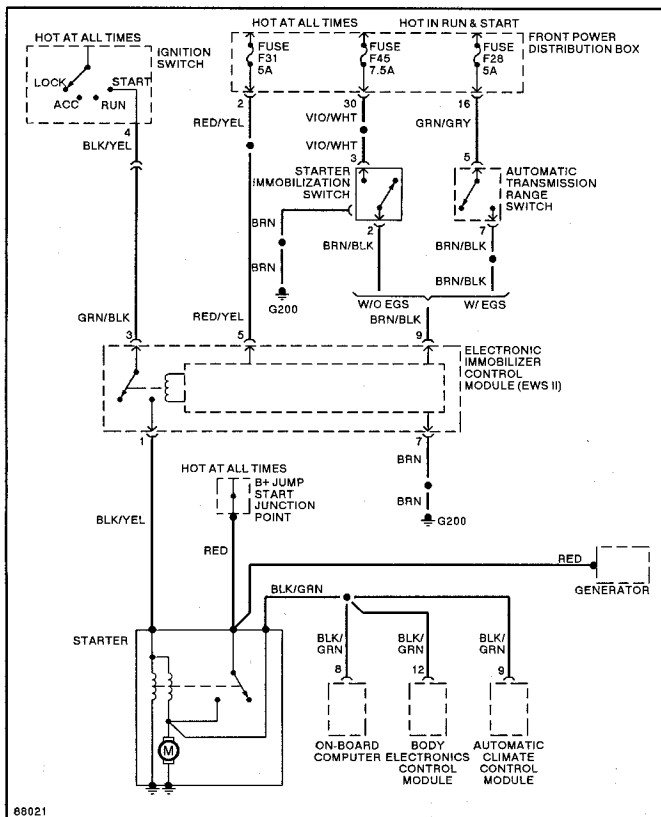 HOT AT ALL TIMES
HOT AT ALL TIMES
HOT IN RUN & START
IGNITION
SWITCH
LOCK
START
ACC
RUN
4
BLK/YEL
FUSE
F31
5A
FUSE
F45
7.5A
FUSE
F28
5A
FRONT POWER
DISTRIBUTION BOX
2
30
16
RED/YEL
VIO/WHT
GRN/GRY
VIO/WHT
3
5
STARTER
IMMOBILIZATION
SWITCH
AUTOMATIC
TRANSMISSION
RANGE
SWITCH
BRN
2
7
BRN/BLK
BRN/BLK
BRN
BRN/BLK
G200
W/O EGS
W/ EGS
GRN/BLK
RED/YEL
BRN/BLK
3
5
9
ELECTRONIC
IMMOBILIZER
CONTROL
MODULE (EWS II)
1
7
BRN
BRN
G200
HOT AT ALL TIMES
B+ JUMP
START
JUNCTION
POINT
BLK/YEL
RED
RED
GENERATOR
BLK/GRN
STARTER
M
BLK/
GRN
BLK/
GRN
BLK/
GRN
8
12
9
ON-BOARD
COMPUTER
BODY
ELECTRONICS
CONTROL
MODULE
AUTOMATIC
CLIMATE
CONTROL
MODULE
88021